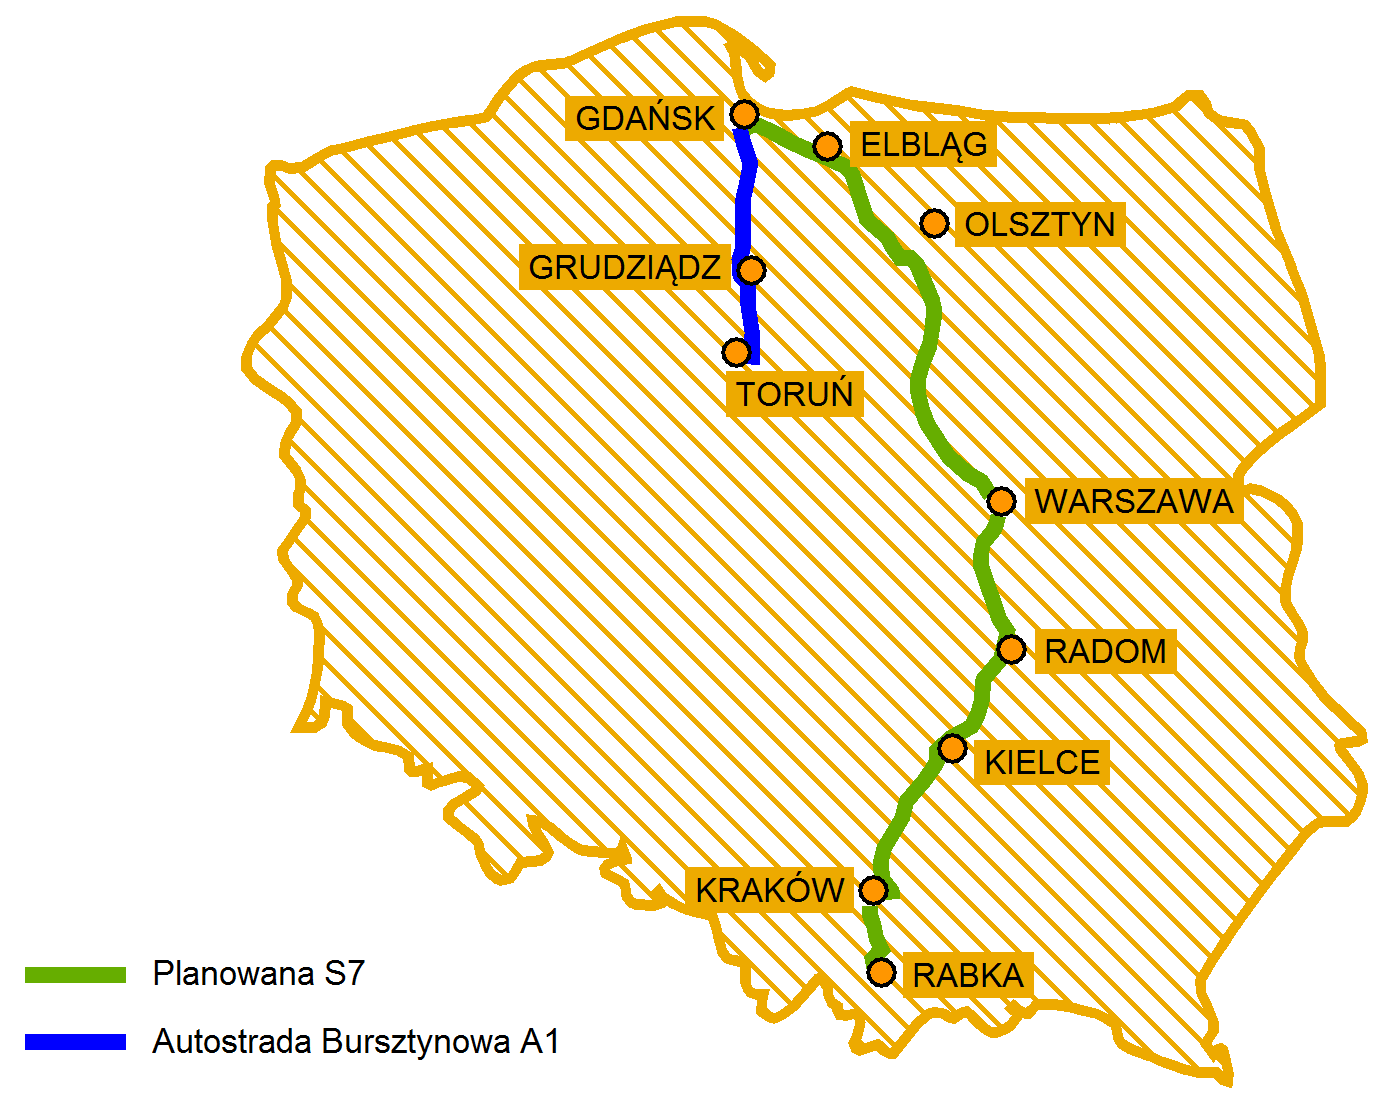 GDAŃSK
ELBLĄG
OLSZTYN
GRUDZIĄDZ
TORUŃ
WARSZAWA
RADOM
KIELCE
KRAKÓW
RABKA
Planowana S7
Autostrada Bursztynowa A1